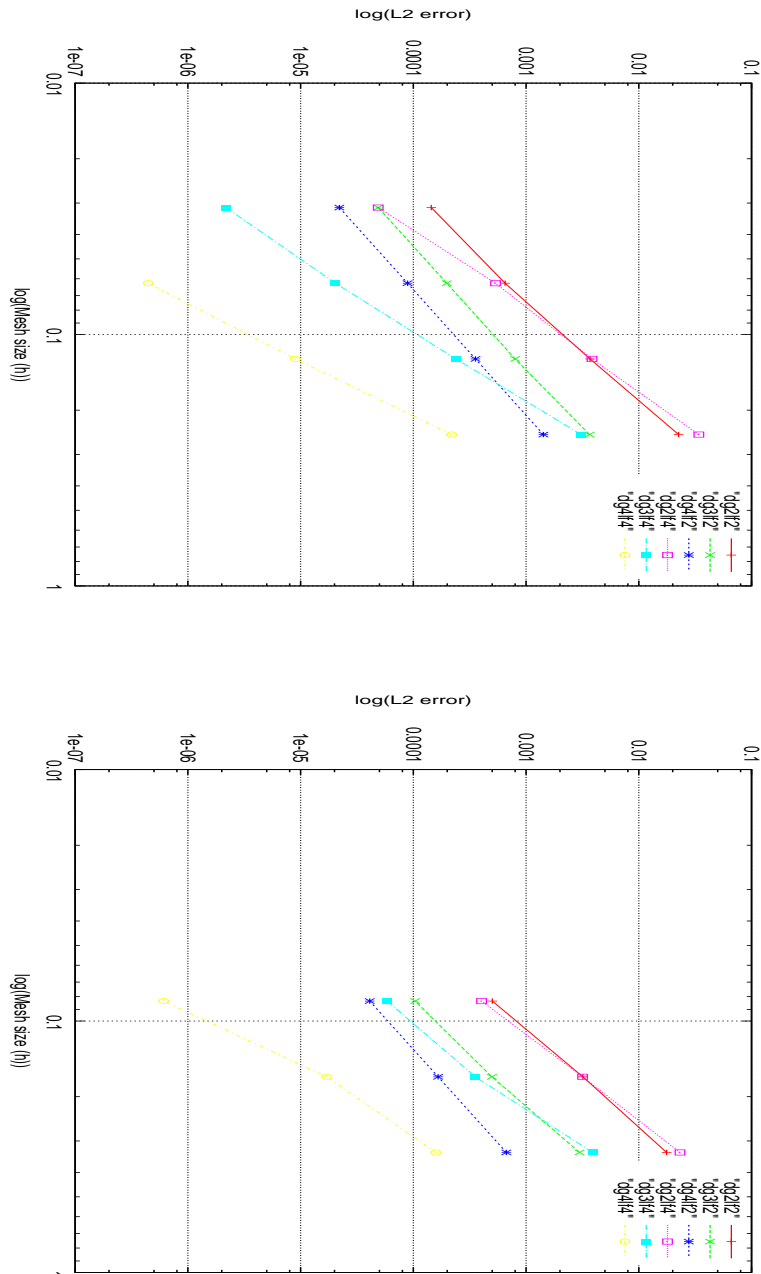 log(L2 error)
1e-07
1e-06
1e-05
0.0001
0.001
0.01
0.1
0.01
0.1
1
log(Mesh size (h))
"dg2lf2"
"dg3lf2"
"dg4lf2"
"dg2lf4"
"dg3lf4"
"dg4lf4"
log(L2 error)
1e-07
1e-06
1e-05
0.0001
0.001
0.01
0.1
0.01
0.1
log(Mesh size (h))
"dg2lf2"
"dg3lf2"
"dg4lf2"
"dg2lf4"
"dg3lf4"
"dg4lf4"